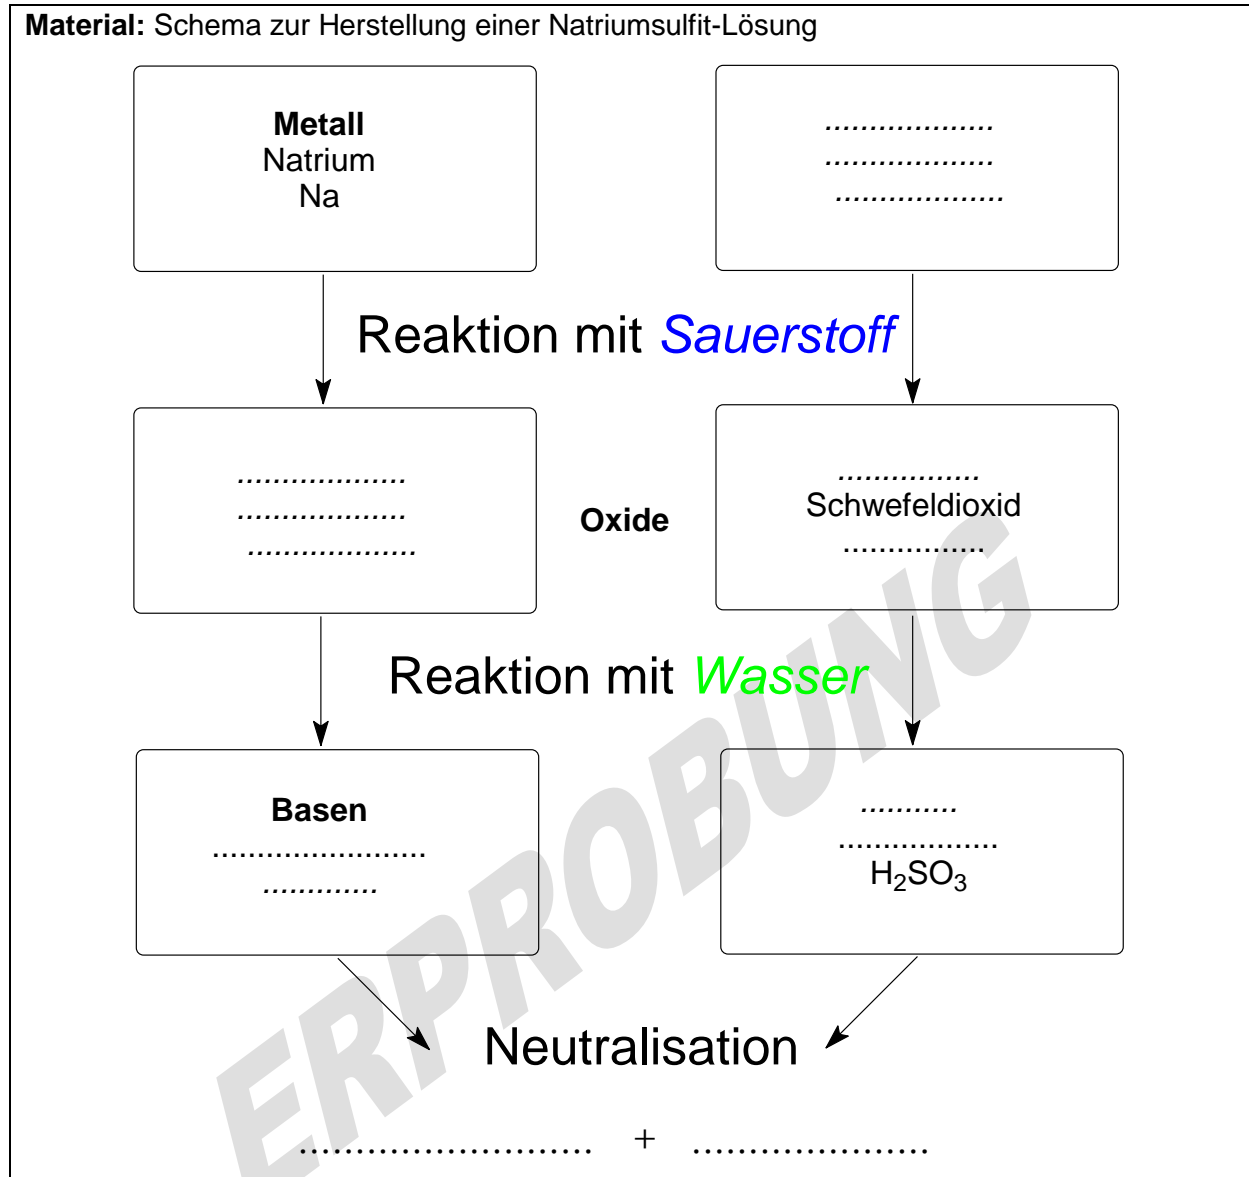 Material: Schema zur Herstellung einer Natriumsulfit-Lösung
Metall
Natrium
Na
...................
...................
...................
Reaktion mit Sauerstoff
...................
...................
...................
Oxide
................
Schwefeldioxid
................
Reaktion mit Wasser
Basen
........................
.............
...........
..................
H₂SO₃
Neutralisation
.......................... + .....................
ERPROBUNG